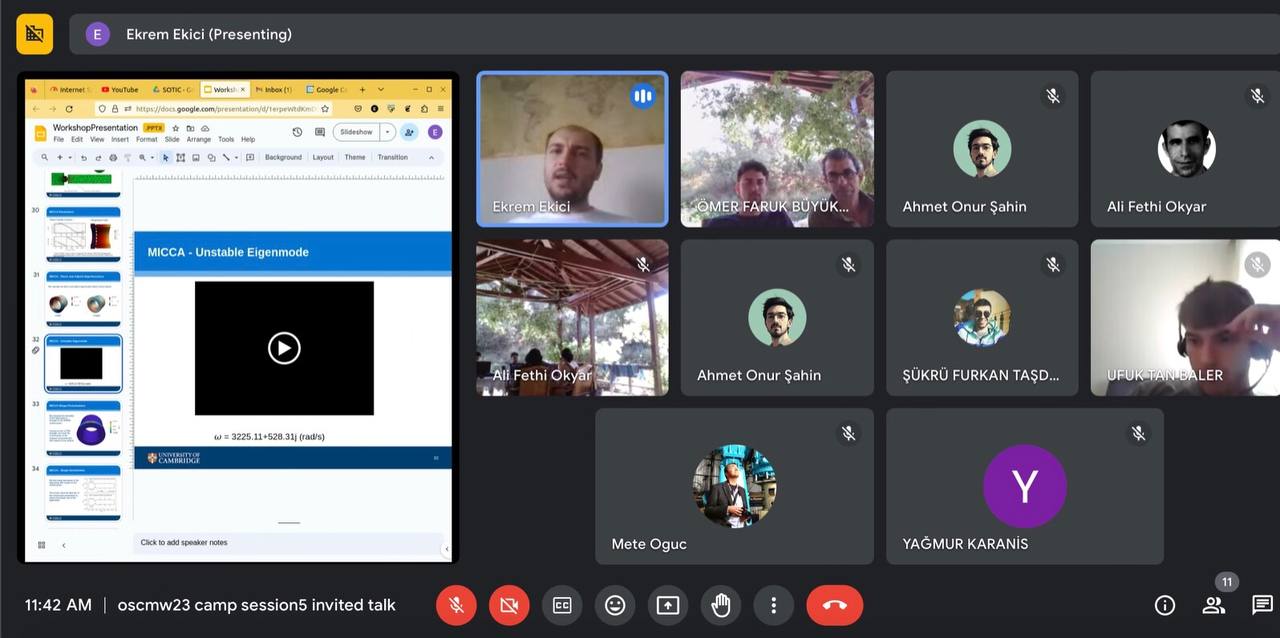 E
Ekrem Ekici (Presenting)
Internet S
YouTube
SOTIC - G
Worksh
Inbox (1)
Google C
https://docs.google.com/presentation/d/1erpeWtdKmD
WorkshopPresentation .PPTX
File Edit View Insert Format Slide Arrange Tools Help
Slideshow
E
Background Layout Theme Transition
30
31
32
33
34
MICCA - Unstable Eigenmode
ω = 3225.11+528.31j (rad/s)
UNIVERSITY OF
CAMBRIDGE
Click to add speaker notes
Ekrem Ekici
ÖMER FARUK BÜYÜK...
Ahmet Onur Şahin
Ali Fethi Okyar
Ali Fethi Okyar
Ahmet Onur Şahin
ŞÜKRÜ FURKAN TAŞD...
UFUK TAN BALER
Mete Oguc
Y
YAĞMUR KARANİS
11:42 AM | oscmw23 camp session5 invited talk
CC
11